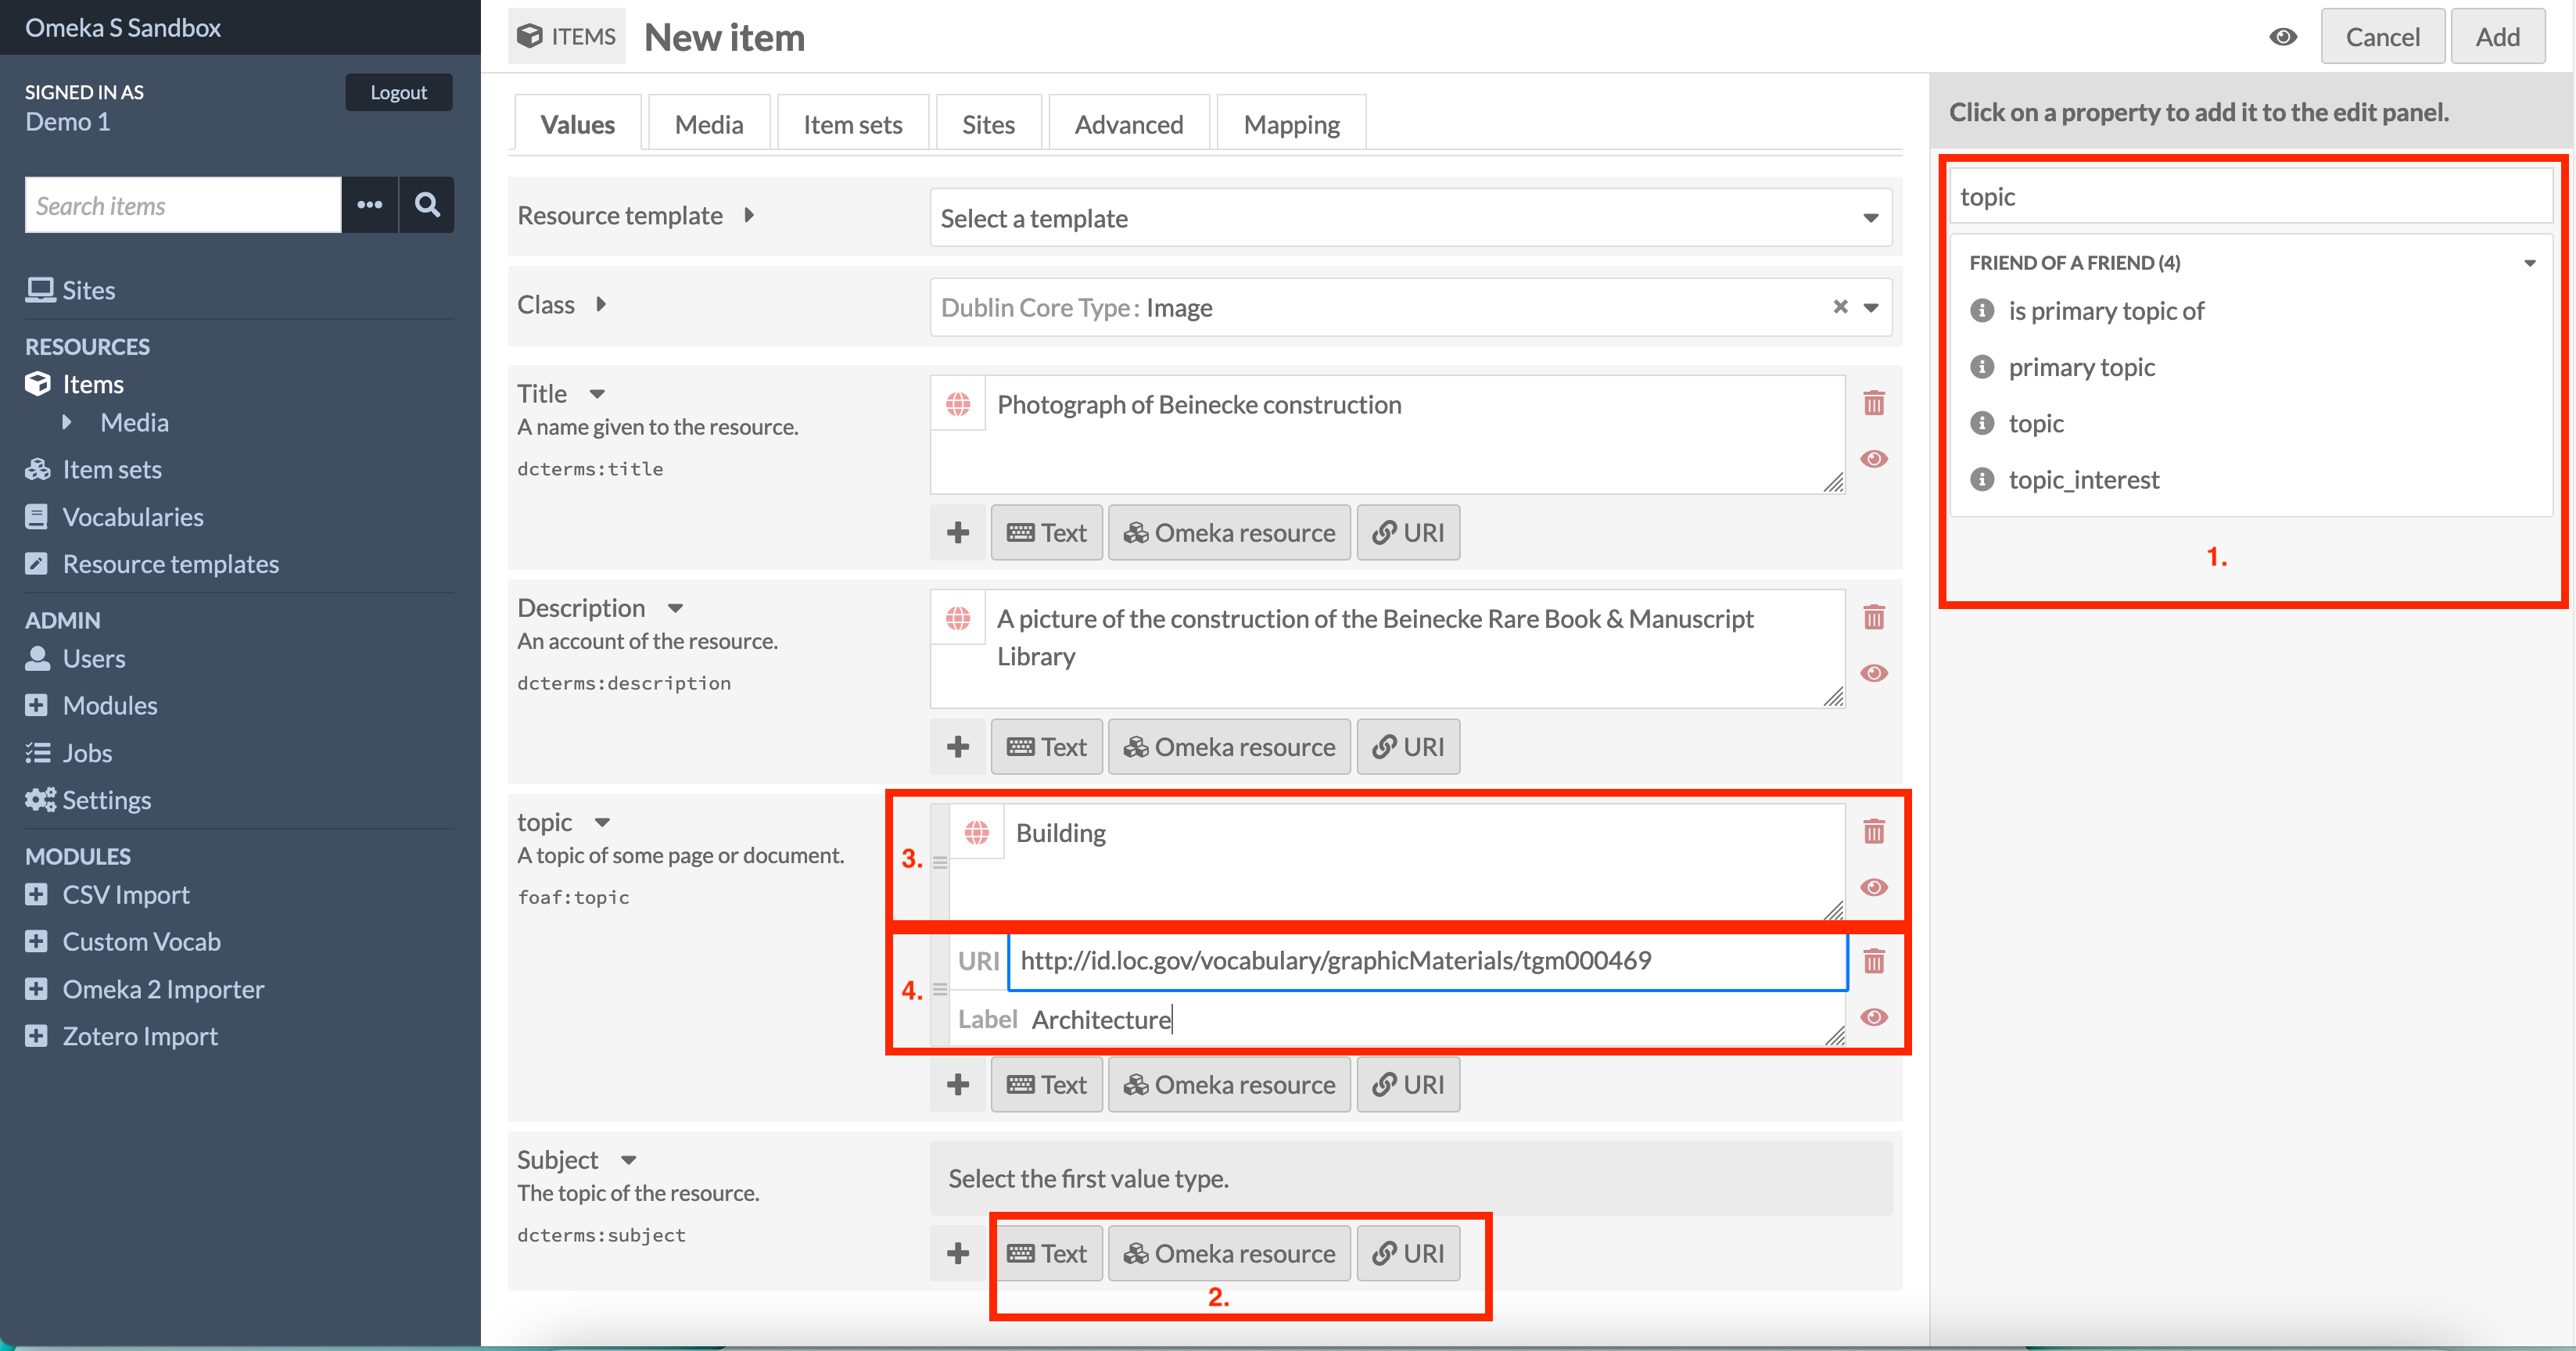 Omeka S Sandbox
SIGNED IN AS
Demo 1
Logout
Search items
Sites
RESOURCES
Items
Media
Item sets
Vocabularies
Resource templates
ADMIN
Users
Modules
Jobs
Settings
MODULES
CSV Import
Custom Vocab
Omeka 2 Importer
Zotero Import
ITEMS New item
Cancel Add
Values Media Item sets Sites Advanced Mapping
Resource template Select a template
Class Dublin Core Type: Image
Title
A name given to the resource.
dcterms:title
Photograph of Beinecke construction
Text Omeka resource URI
Description
An account of the resource.
dcterms:description
A picture of the construction of the Beinecke Rare Book & Manuscript
Library
Text Omeka resource URI
topic
A topic of some page or document.
foaf:topic
3. Building
4. URI http://id.loc.gov/vocabulary/graphicMaterials/tgm000469
Label Architecture
Text Omeka resource URI
Subject
The topic of the resource.
dcterms:subject
Select the first value type.
Text Omeka resource URI
2.
Click on a property to add it to the edit panel.
topic
FRIEND OF A FRIEND (4)
is primary topic of
primary topic
topic
topic_interest
1.